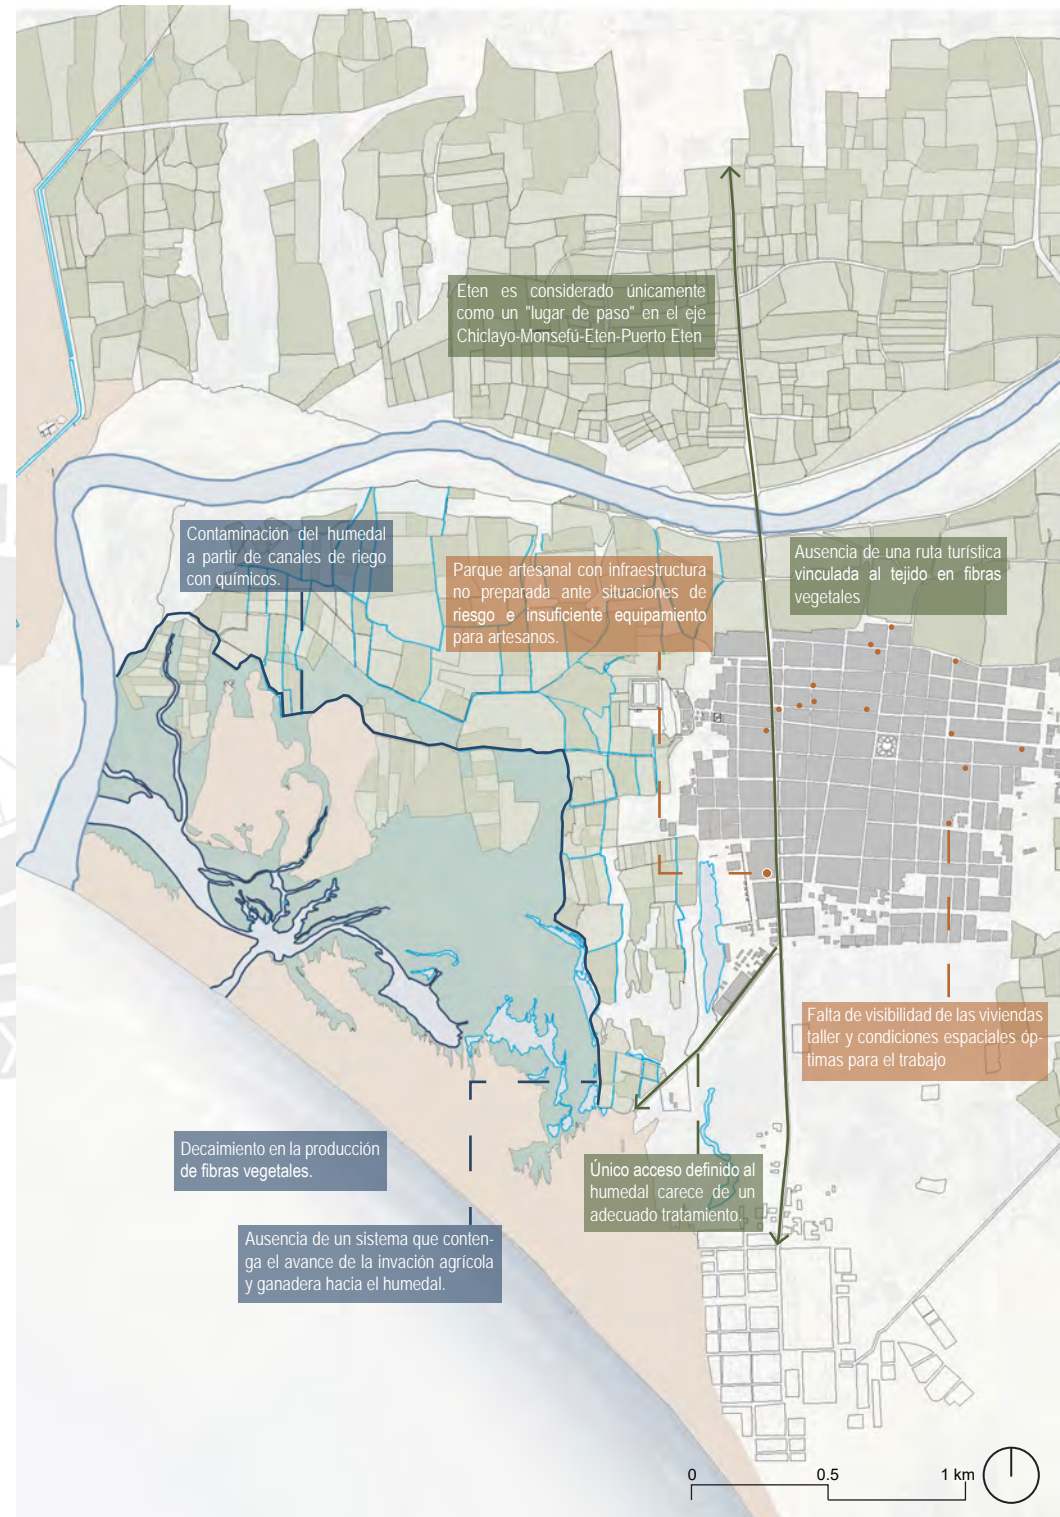 Eten es considerado únicamente
como un "lugar de paso" en el eje
Chiclayo-Monsefú-Eten-Puerto Eten
Contaminación del humedal
a partir de canales de riego
con químicos.
Parque artesanal con infraestructura
no preparada ante situaciones de
riesgo e insuficiente equipamiento
para artesanos.
Ausencia de una ruta turística
vinculada al tejido en fibras
vegetales
Falta de visibilidad de las viviendas
taller y condiciones espaciales óp-
timas para el trabajo
Decaimiento en la producción
de fibras vegetales.
Único acceso definido al
humedal carece de un
adecuado tratamiento.
Ausencia de un sistema que conten-
ga el avance de la invación agrícola
y ganadera hacia el humedal.
0 0.5 1 km